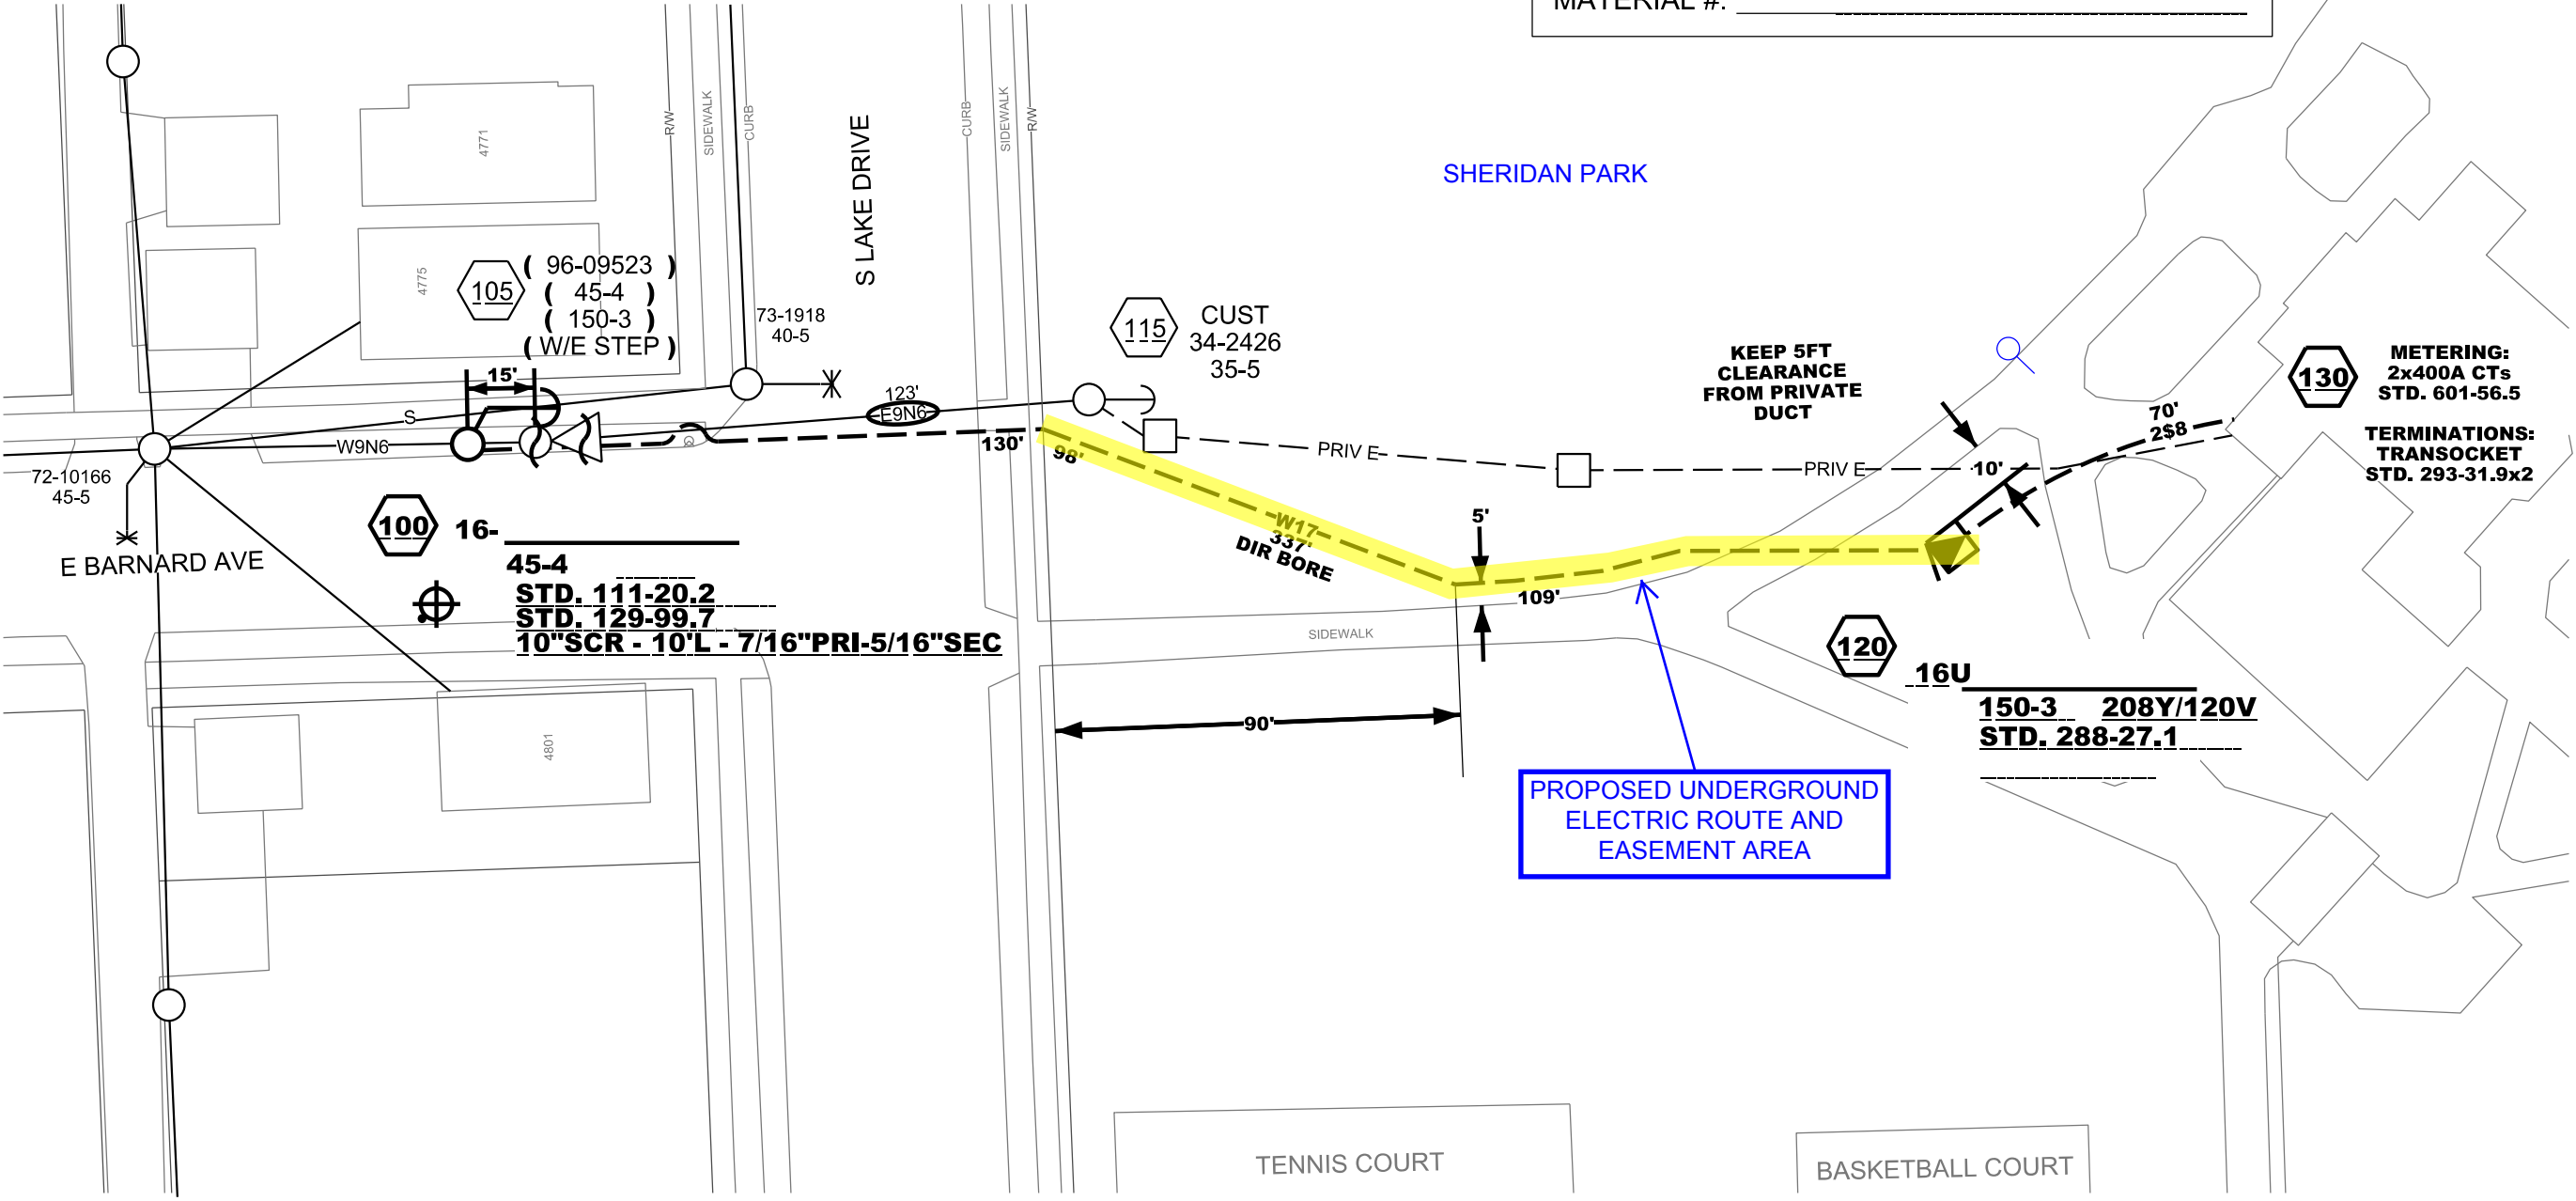 MATERIAL #:
4771
R/W
SIDEWALK
CURB
S LAKE DRIVE
CURB
SIDEWALK
R/W
SHERIDAN PARK
4775
105
( 96-09523 )
( 45-4 )
( 150-3 )
( W/E STEP )
73-1918
40-5
115
CUST
34-2426
35-5
KEEP 5FT
CLEARANCE
FROM PRIVATE
DUCT
130
METERING:
2x400A CTs
STD. 601-56.5
TERMINATIONS:
TRANSOCKET
STD. 293-31.9x2
15'
S
W9N6
123'
E9N6
130'
98'
PRIV E
PRIV E
10'
70'
2$8
72-10166
45-5
E BARNARD AVE
100
16-
45-4
STD. 111-20.2
STD. 129-99.7
10"SCR - 10'L - 7/16"PRI-5/16"SEC
W17
337'
DIR BORE
5'
109'
SIDEWALK
120
16U
150-3 208Y/120V
STD. 288-27.1
90'
4801
PROPOSED UNDERGROUND
ELECTRIC ROUTE AND
EASEMENT AREA
TENNIS COURT
BASKETBALL COURT